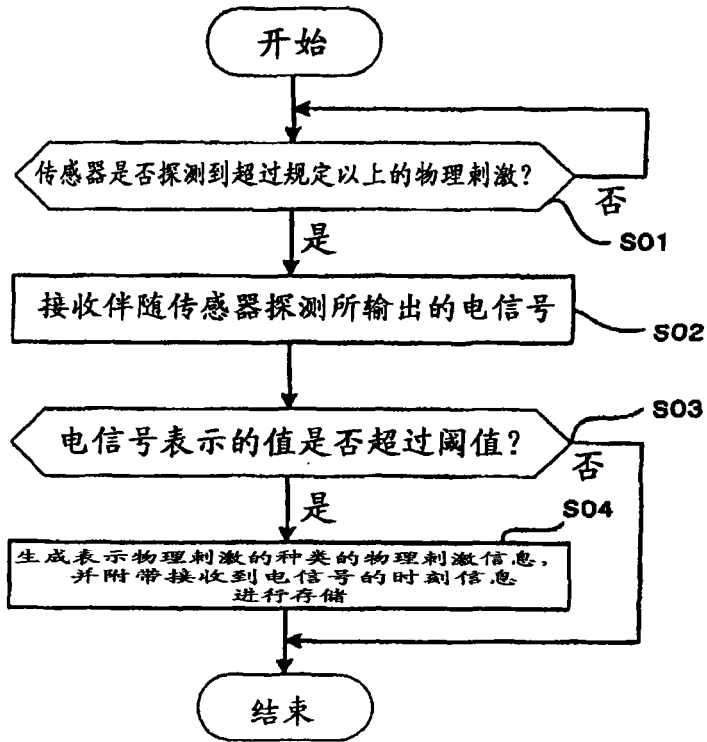 开始
传感器是否探测到超过规定以上的物理刺激？
否
S01
是
接收伴随传感器探测所输出的电信号
S02
S03
电信号表示的值是否超过阈值？
否
是
S04
生成表示物理刺激的种类的物理刺激信息，
并附带接收到电信号的时刻信息
进行存储
结束